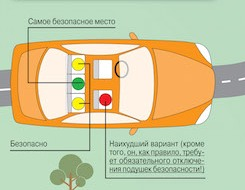 Самое безопасное место
Безопасно
Наихудший вариант (кроме
того, он, как правило, требу-
ет обязательного отключе-
ния подушек безопасности!)